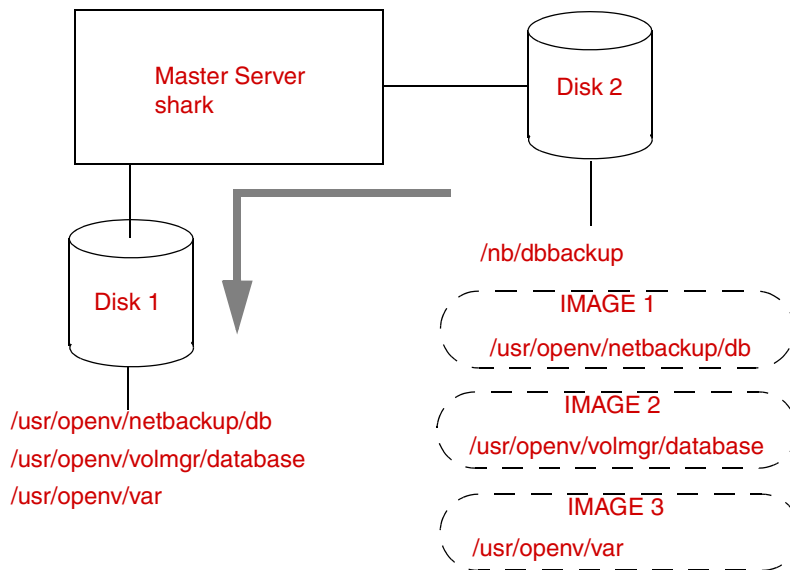 Master Server
shark
Disk 2
Disk 1
/usr/openv/netbackup/db
/usr/openv/volmgr/database
/usr/openv/var
/nb/dbbackup
IMAGE 1
/usr/openv/netbackup/db
IMAGE 2
/usr/openv/volmgr/database
IMAGE 3
/usr/openv/var